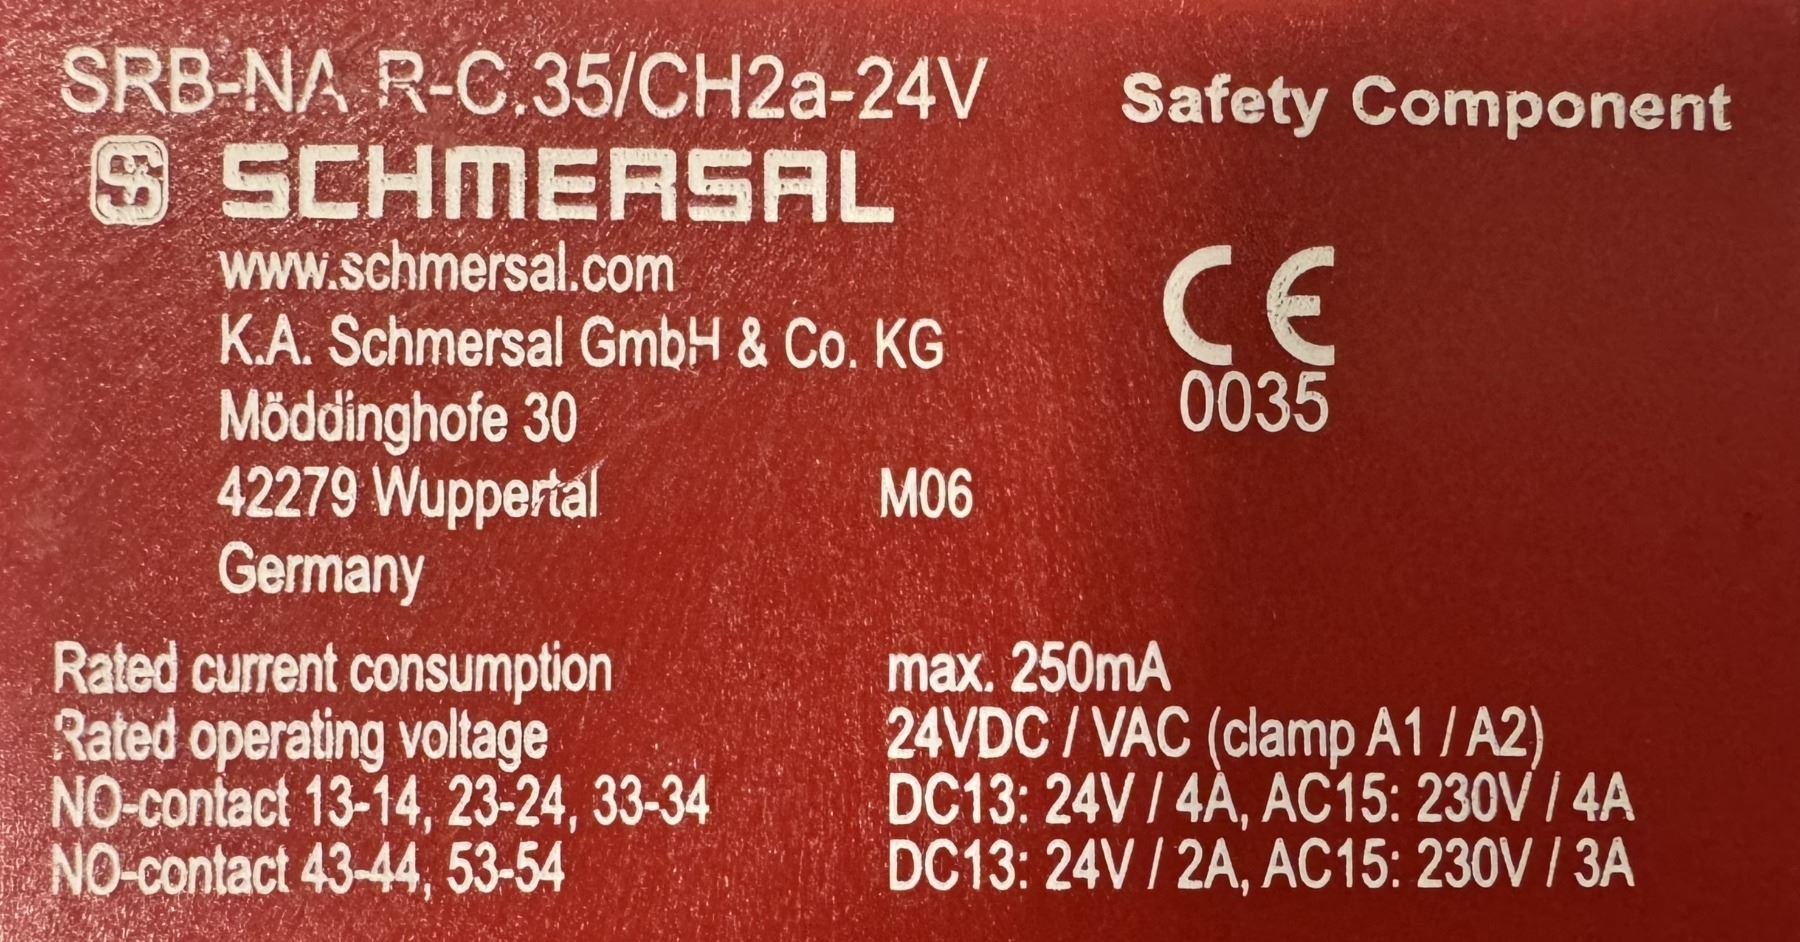 SRB-NA R-C.35/CH2a-24V
Safety Component
SCHMERSAL
www.schmersal.com
CE
K.A. Schmersal GmbH & Co. KG
0035
Möddinghofe 30
42279 Wuppertal M06
Germany
Rated current consumption max. 250mA
Rated operating voltage 24VDC / VAC (clamp A1 / A2)
NO-contact 13-14, 23-24, 33-34 DC13: 24V / 4A, AC15: 230V / 4A
NO-contact 43-44, 53-54 DC13: 24V / 2A, AC15: 230V / 3A